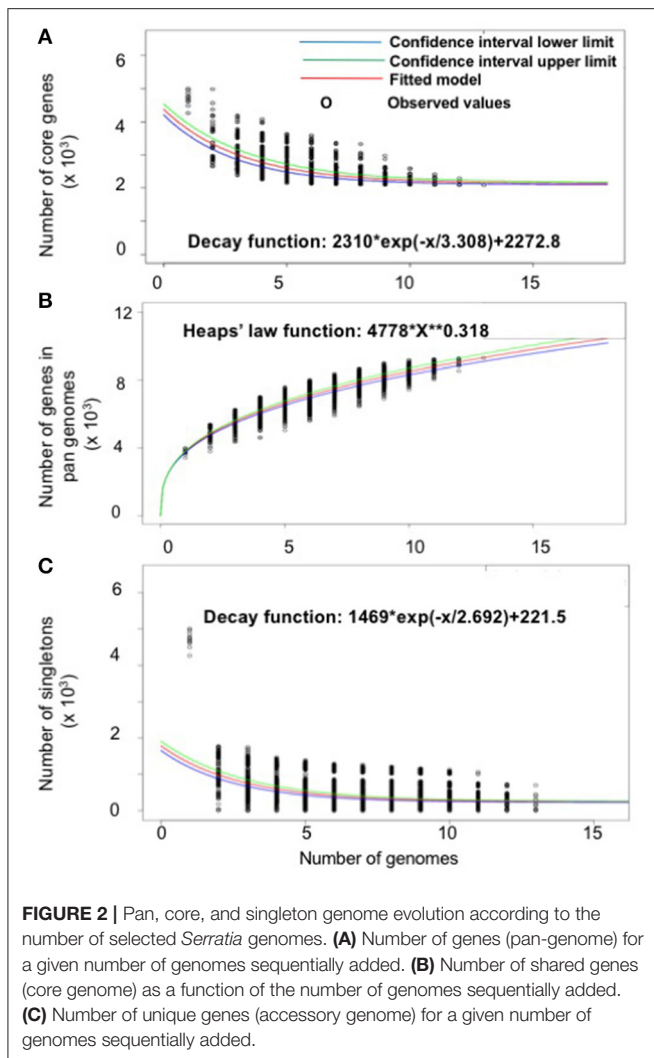 A
Number of core genes
(x 10³)
6
4
2
0
Confidence interval lower limit
Confidence interval upper limit
Fitted model
O Observed values
Decay function: 2310*exp(-x/3.308)+2272.8
0 5 10 15
B
Number of genes in
pan genomes
(x 10³)
12
8
4
0
Heaps' law function: 4778*X**0.318
0 5 10 15
C
Number of singletons
(x 10³)
6
4
2
0
Decay function: 1469*exp(-x/2.692)+221.5
0 5 10 15
Number of genomes
FIGURE 2 | Pan, core, and singleton genome evolution according to the
number of selected Serratia genomes. (A) Number of genes (pan-genome) for
a given number of genomes sequentially added. (B) Number of shared genes
(core genome) as a function of the number of genomes sequentially added.
(C) Number of unique genes (accessory genome) for a given number of
genomes sequentially added.